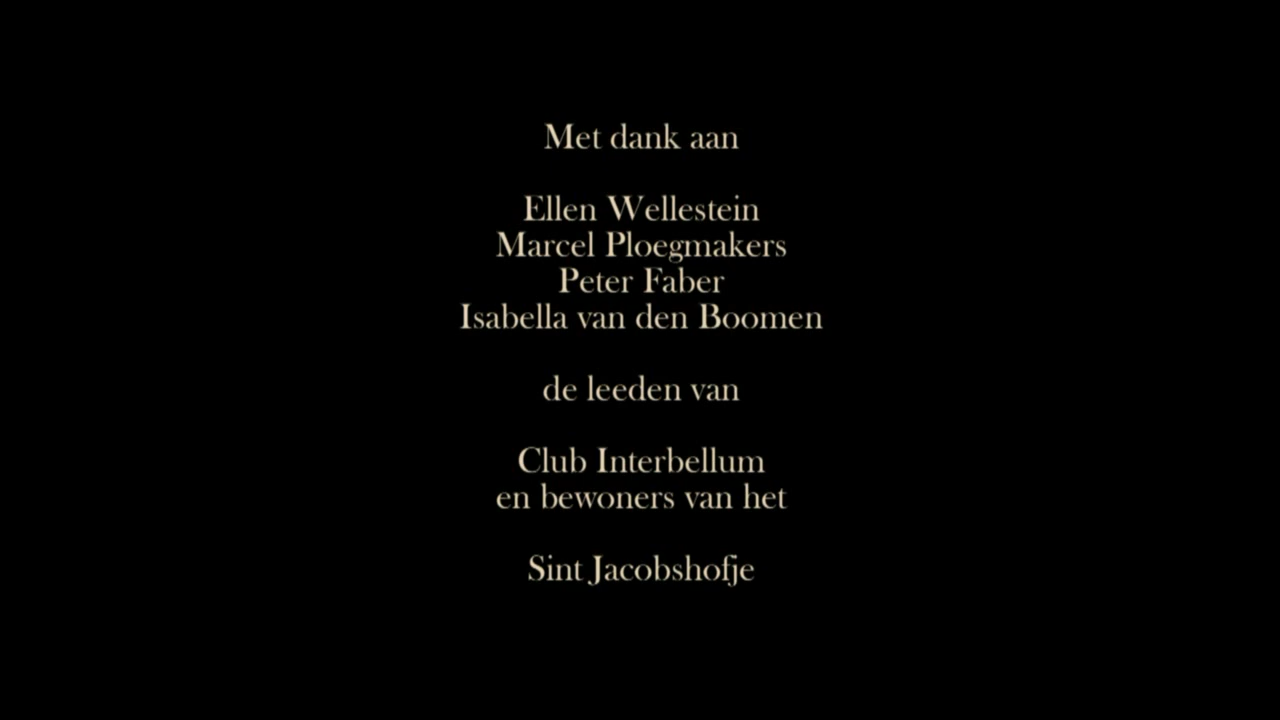 Met dank aan
Ellen Wellestein
Marcel Ploegmakers
Peter Faber
Isabella van den Boomen
de leeden van
Club Interbellum
en bewoners van het
Sint Jacobshofje